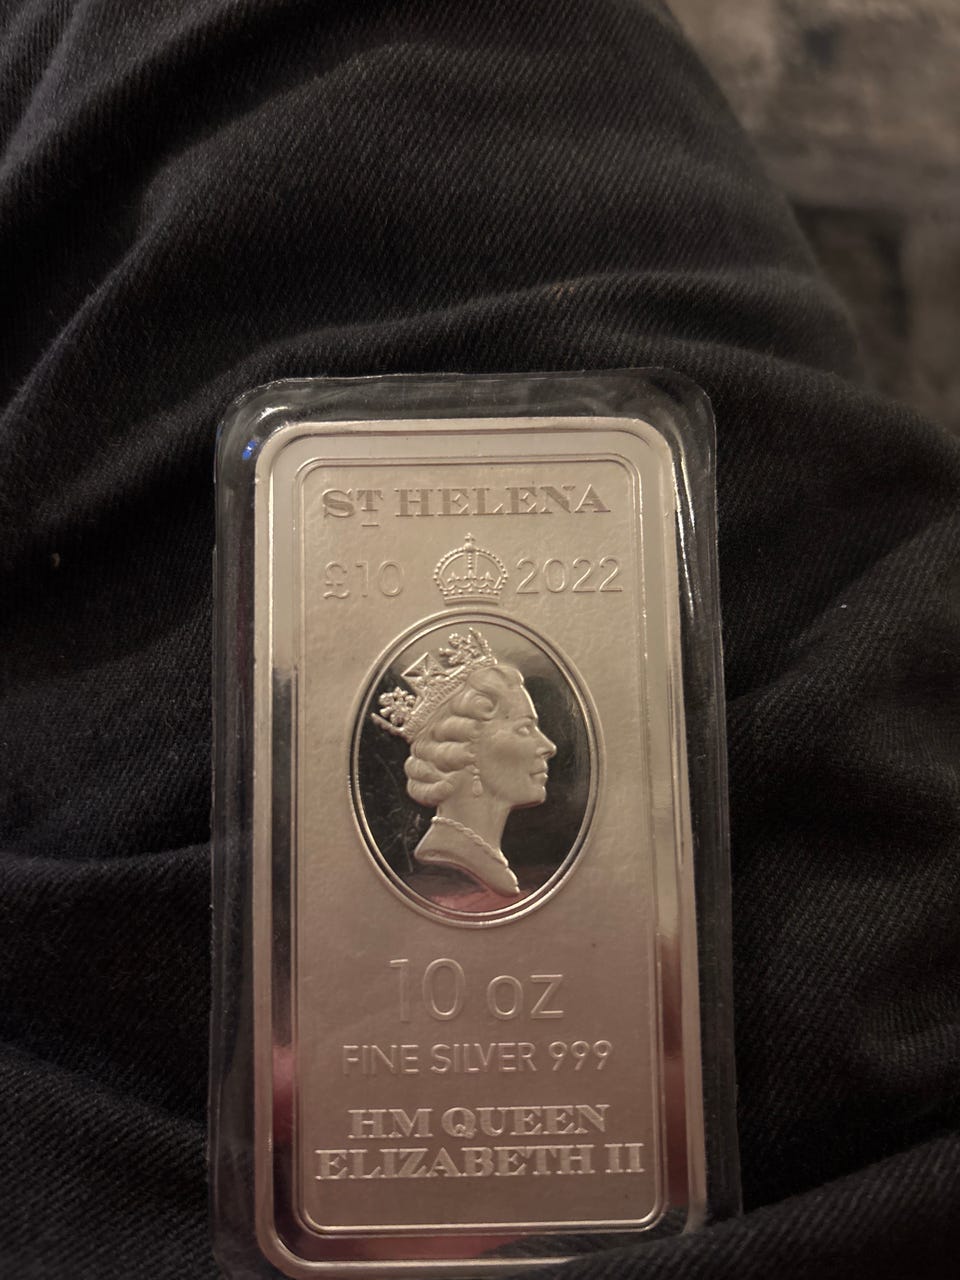 ST HELENA
£10 2022
10 oz
FINE SILVER 999
HM QUEEN
ELIZABETH II